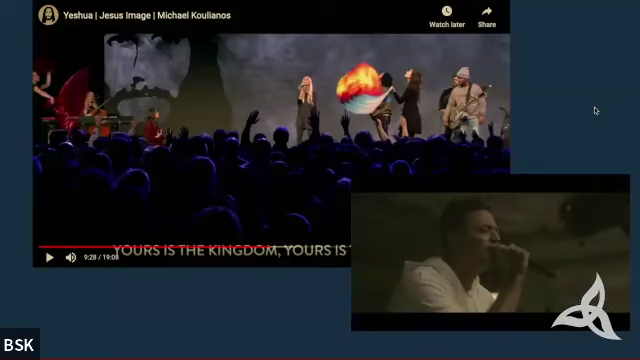 Yeshua | Jesus Image | Michael Koulianos
Watch later
Share
YOURS IS THE KINGDOM, YOURS IS
9:28 / 19:08
BSK